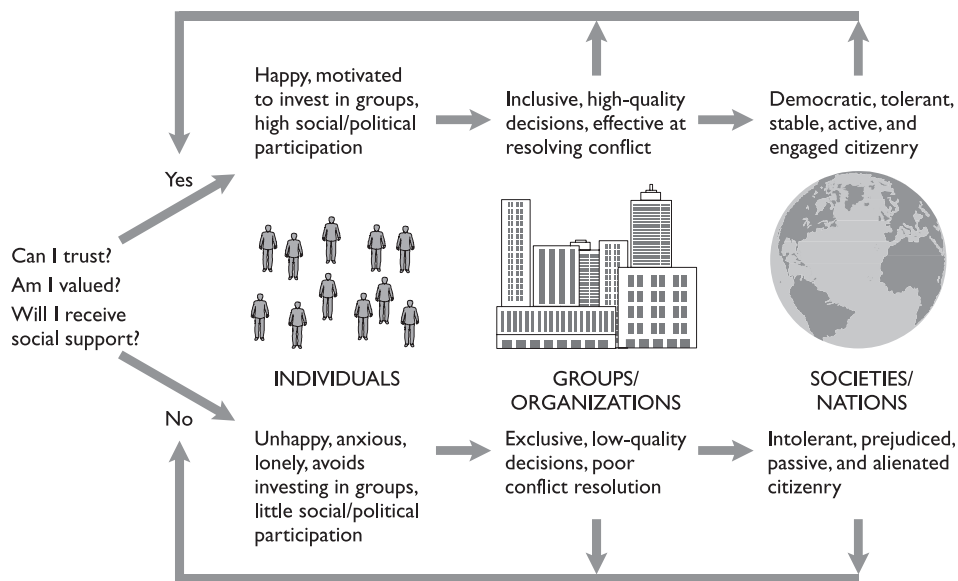 Happy, motivated
to invest in groups,
high social/political
participation
Inclusive, high-quality
decisions, effective at
resolving conflict
Democratic, tolerant,
stable, active, and
engaged citizenry
Yes
Can I trust?
Am I valued?
Will I receive
social support?
INDIVIDUALS
GROUPS/
ORGANIZATIONS
SOCIETIES/
NATIONS
No
Unhappy, anxious,
lonely, avoids
investing in groups,
little social/political
participation
Exclusive, low-quality
decisions, poor
conflict resolution
Intolerant, prejudiced,
passive, and alienated
citizenry